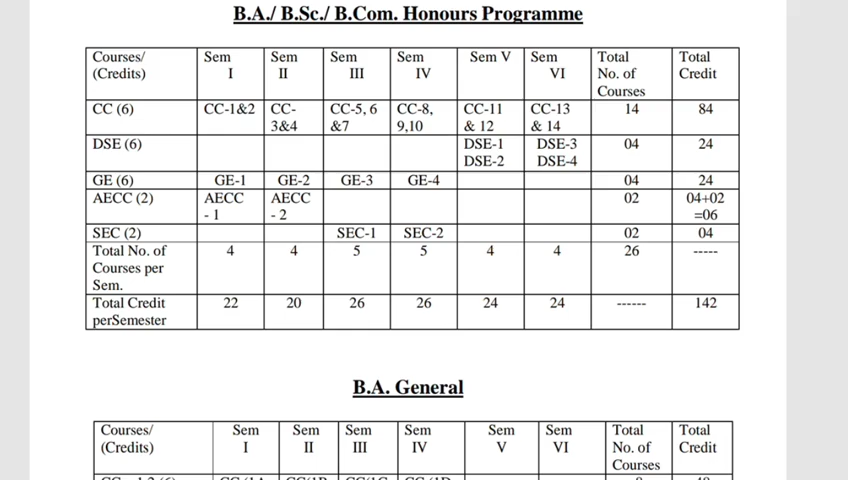 B.A./ B.Sc./ B.Com. Honours Programme
Courses/ (Credits) Sem I Sem II Sem III Sem IV Sem V Sem VI Total No. of Courses Total Credit
CC (6) CC-1&2 CC-3&4 CC-5, 6 &7 CC-8, 9,10 CC-11 & 12 CC-13 & 14 14 84
DSE (6) DSE-1 DSE-2 DSE-3 DSE-4 04 24
GE (6) GE-1 GE-2 GE-3 GE-4 04 24
AECC (2) AECC - 1 AECC - 2 02 04+02 =06
SEC (2) SEC-1 SEC-2 02 04
Total No. of Courses per Sem. 4 4 5 5 4 4 26 -----
Total Credit perSemester 22 20 26 26 24 24 ------ 142
B.A. General
Courses/ (Credits) Sem I Sem II Sem III Sem IV Sem V Sem VI Total No. of Courses Total Credit